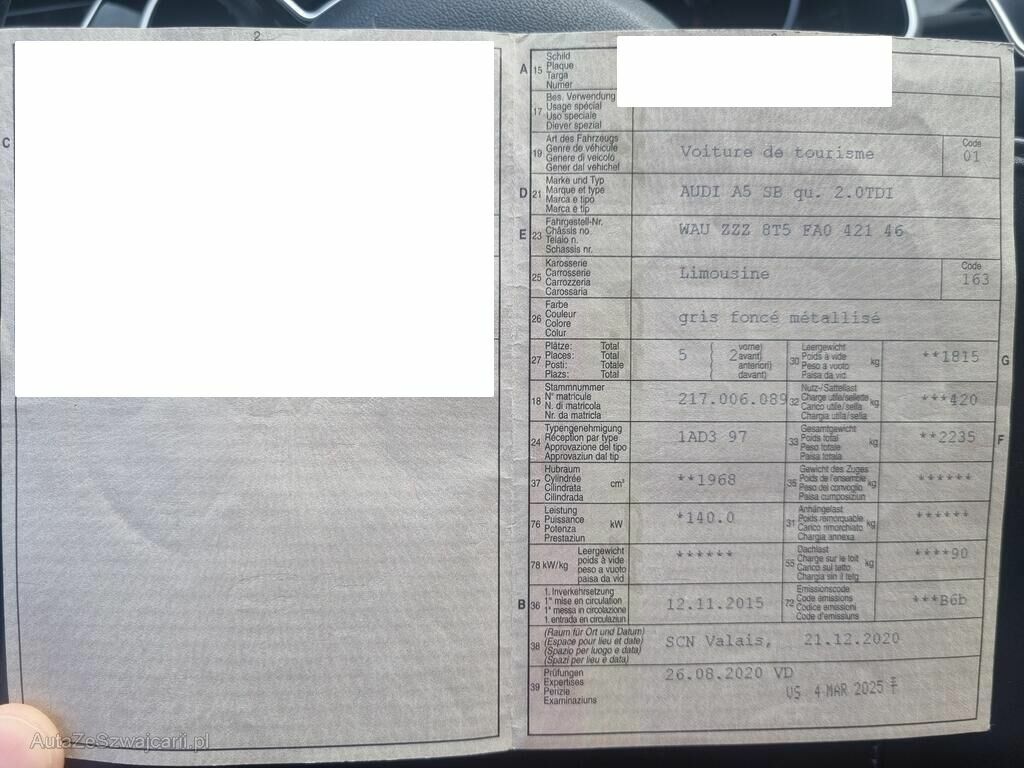 2
C
A 15 Schild
Plaque
Targa
Numer
17 Bes. Verwendung
Usage spécial
Uso speciale
Diever spezial
19 Art des Fahrzeugs
Genre de véhicule
Genere di veicolo
Gener dal vehichel
Voiture de tourisme
Code
01
D 21 Marke und Typ
Marque et type
Marca e tipo
Marca e tip
AUDI A5 SB qu. 2.0TDI
E 23 Fahrgestell-Nr.
Châssis no
Telaio n.
Schassis nr.
WAU ZZZ 8T5 FA0 421 46
25 Karosserie
Carrosserie
Carrozzeria
Carossaria
Limousine
Code
163
26 Farbe
Couleur
Colore
Colur
gris foncé métallisé
27 Plätze: Total
Places: Total
Posti: Totale
Plazs: Total
5 ( 2 vorne)
avant)
anteriori)
davant)
30 Leergewicht
Poids à vide
Peso a vuoto
Paisa da vid
kg
**1815
G
18 Stammnummer
N° matricule
N. di matricola
Nr. da matricla
217.006.089
32 Nutz-/Sattellast
Charge utile/sellette
Carico utile/sella
Chargia utila/sella
kg
***420
24 Typengenehmigung
Réception par type
Approvazione del tipo
Approvaziun dal tip
1AD3 97
33 Gesamtgewicht
Poids total
Peso totale
Paisa totala
kg
**2235
F
37 Hubraum
Cylindrée
Cilindrata
Cilindrada
cm³
**1968
35 Gewicht des Zuges
Poids de l'ensemble
Peso del convoglio
Paisa cumposiziun
kg
******
76 Leistung
Puissance
Potenza
Prestaziun
kW
*140.0
31 Anhängelast
Poids remorquable
Carico rimorchiato
Chargia annexa
kg
******
78 kW/kg Leergewicht
poids à vide
peso a vuoto
paisa da vid
******
55 Dachlast
Charge sur le toit
Carico sul tetto
Chargia sin il tetg
kg
****90
B 36 1. Inverkehrsetzung
1re mise en circulation
1a messa in circolazione
1. entrada en circulaziun
12.11.2015
72 Emissionscode
Code émissions
Codice emissioni
Code d'emissiuns
***B6b
38 (Raum für Ort und Datum)
(Espace pour lieu et date)
(Spazio per luogo e data)
(Spazi per lieu e data)
SCN Valais, 21.12.2020
39 Prüfungen
Expertises
Perizie
Examinaziuns
26.08.2020 VD
VS 4 MAR 2025
AutaZeSzwajcarii.pl